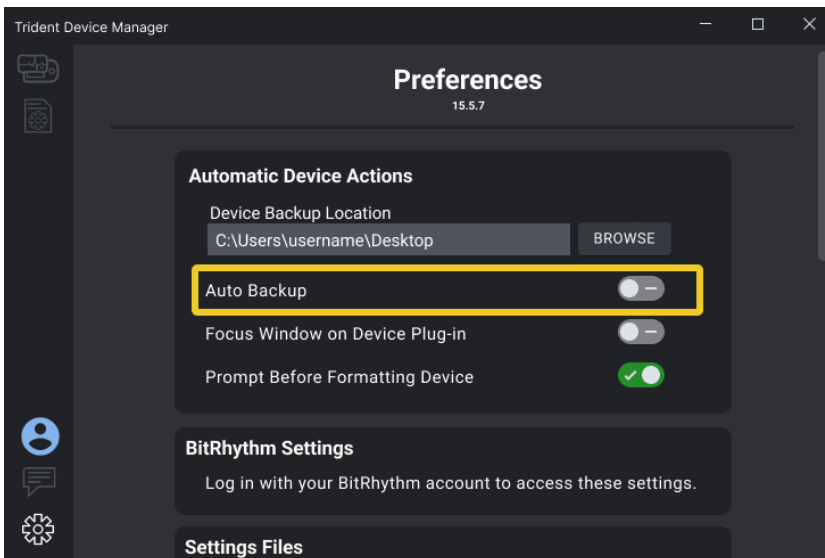 Trident Device Manager
Preferences
15.5.7
Automatic Device Actions
Device Backup Location
C:\Users\username\Desktop
BROWSE
Auto Backup
Focus Window on Device Plug-in
Prompt Before Formatting Device
BitRhythm Settings
Log in with your BitRhythm account to access these settings.
Settings Files